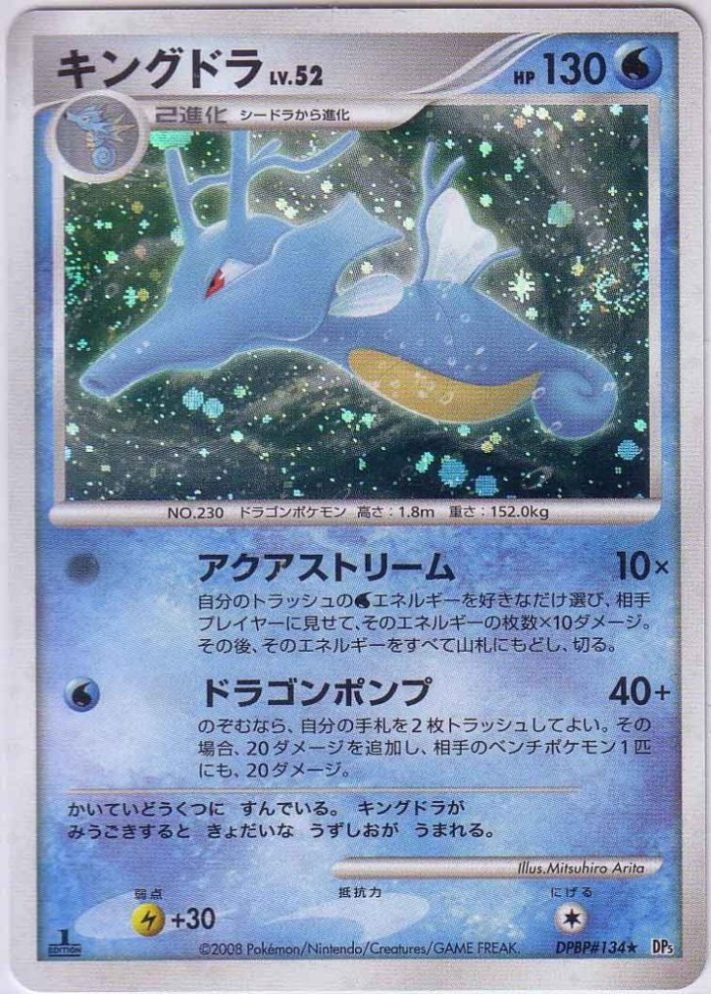 キングドラ LV.52 HP 130
2進化 シードラから進化
NO.230 ドラゴンポケモン 高さ：1.8m 重さ：152.0kg
アクアストリーム 10×
自分のトラッシュのエネルギーを好きなだけ選び、相手
プレイヤーに見せて、そのエネルギーの枚数×10ダメージ。
その後、そのエネルギーをすべて山札にもどし、切る。
ドラゴンポンプ 40+
のぞむなら、自分の手札を2枚トラッシュしてよい。その
場合、20ダメージを追加し、相手のベンチポケモン1匹
にも、20ダメージ。
かいていどうくつに すんでいる。 キングドラが
みうごきすると きょだいな うずしおが うまれる。
Illus.Mitsuhiro Arita
弱点 抵抗力 にげる
+30
1 EDITION ©2008 Pokémon/Nintendo/Creatures/GAME FREAK. DPBP#134★ DPs